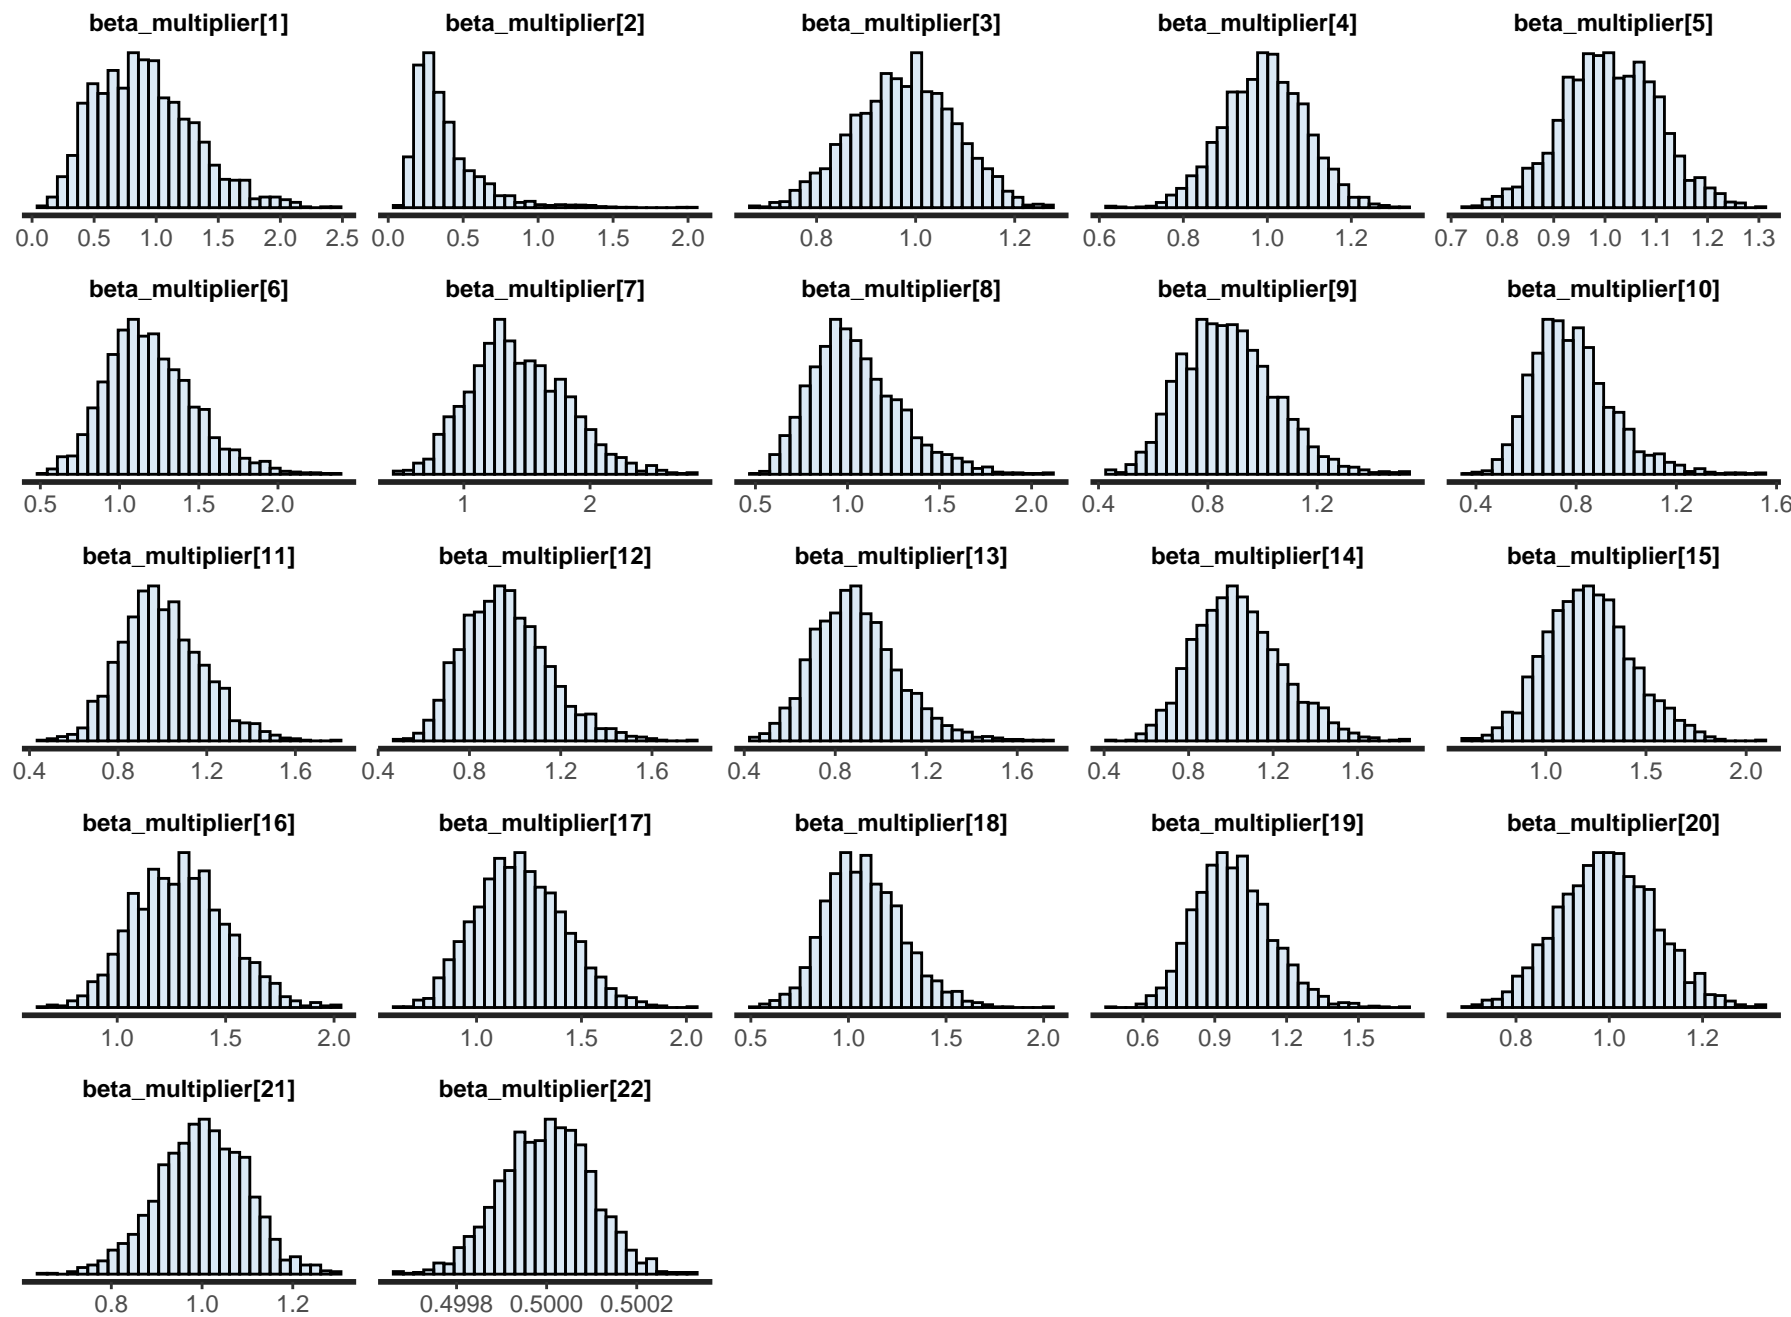 beta_multiplier[1] beta_multiplier[2] beta_multiplier[3] beta_multiplier[4] beta_multiplier[5]
0.0 0.5 1.0 1.5 2.0 2.5 0.0 0.5 1.0 1.5 2.0 0.8 1.0 1.2 0.6 0.8 1.0 1.2 0.7 0.8 0.9 1.0 1.1 1.2 1.3
beta_multiplier[6] beta_multiplier[7] beta_multiplier[8] beta_multiplier[9] beta_multiplier[10]
0.5 1.0 1.5 2.0 1 2 0.5 1.0 1.5 2.0 0.4 0.8 1.2 0.4 0.8 1.2 1.6
beta_multiplier[11] beta_multiplier[12] beta_multiplier[13] beta_multiplier[14] beta_multiplier[15]
0.4 0.8 1.2 1.6 0.4 0.8 1.2 1.6 0.4 0.8 1.2 1.6 0.4 0.8 1.2 1.6 1.0 1.5 2.0
beta_multiplier[16] beta_multiplier[17] beta_multiplier[18] beta_multiplier[19] beta_multiplier[20]
1.0 1.5 2.0 1.0 1.5 2.0 0.5 1.0 1.5 2.0 0.6 0.9 1.2 1.5 0.8 1.0 1.2
beta_multiplier[21] beta_multiplier[22]
0.8 1.0 1.2 0.4998 0.5000 0.5002